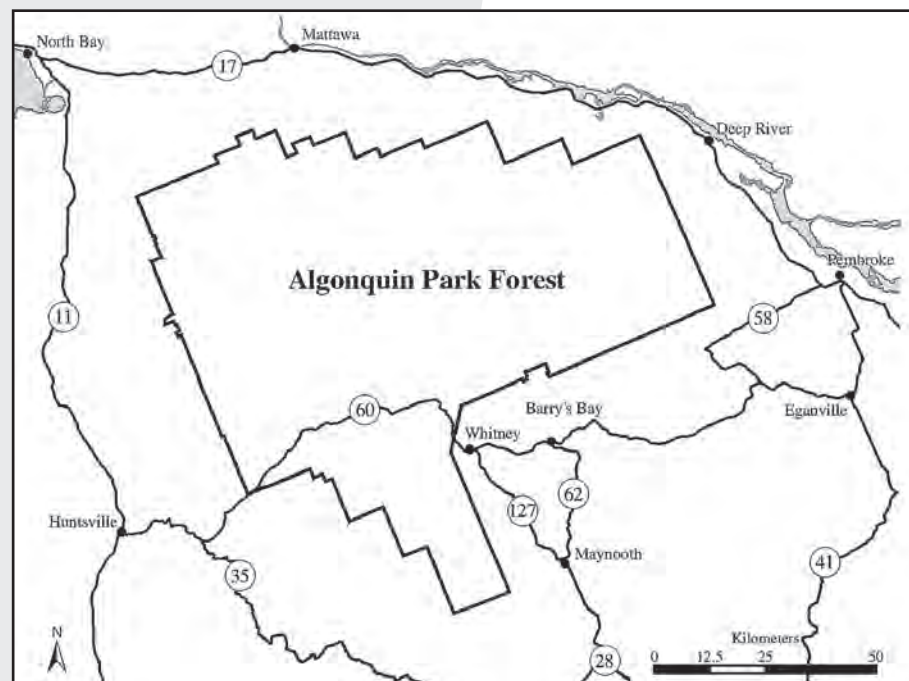 North Bay
Mattawa
17
Deep River
Pembroke
Algonquin Park Forest
11
58
60
Barry's Bay
Eganville
Whitney
62
127
Huntsville
Maynooth
35
41
N
Kilometers
28
0 12.5 25 50